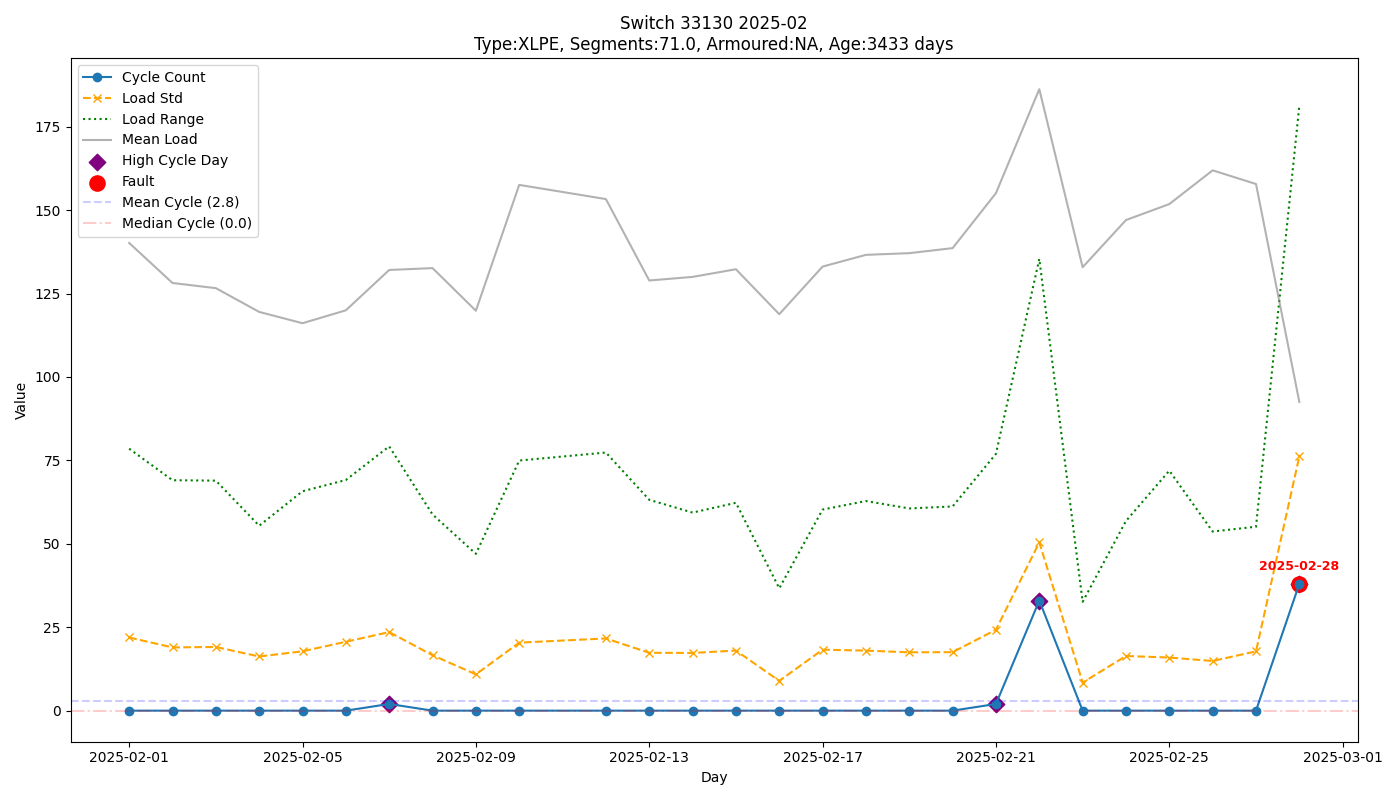 Switch 33130 2025-02
Type:XLPE, Segments:71.0, Armoured:NA, Age:3433 days
Cycle Count
Load Std
Load Range
Mean Load
High Cycle Day
Fault
Mean Cycle (2.8)
Median Cycle (0.0)
Value
175
150
125
100
75
50
25
0
2025-02-28
2025-02-01
2025-02-05
2025-02-09
2025-02-13
2025-02-17
2025-02-21
2025-02-25
2025-03-01
Day